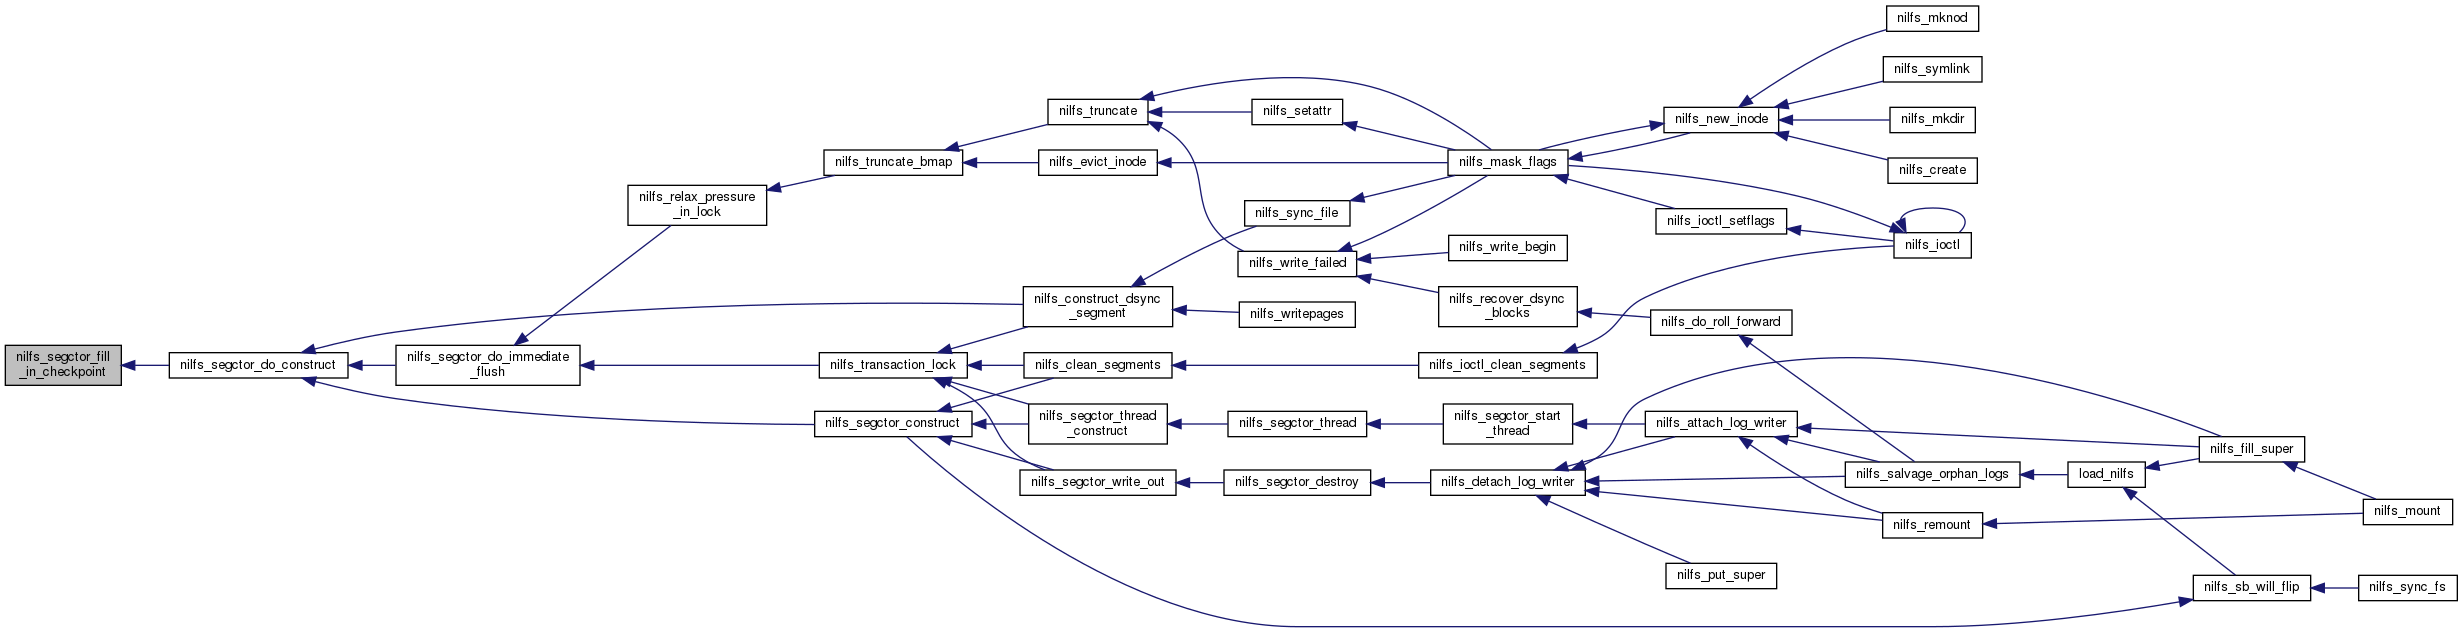 nilfs_mknod
nilfs_symlink
nilfs_truncate
nilfs_setattr
nilfs_new_inode
nilfs_mkdir
nilfs_truncate_bmap
nilfs_evict_inode
nilfs_mask_flags
nilfs_create
nilfs_relax_pressure
_in_lock
nilfs_sync_file
nilfs_ioctl_setflags
nilfs_ioctl
nilfs_write_failed
nilfs_write_begin
nilfs_construct_dsync
_segment
nilfs_writepages
nilfs_recover_dsync
_blocks
nilfs_do_roll_forward
nilfs_segctor_fill
_in_checkpoint
nilfs_segctor_do_construct
nilfs_segctor_do_immediate
_flush
nilfs_transaction_lock
nilfs_clean_segments
nilfs_ioctl_clean_segments
nilfs_segctor_construct
nilfs_segctor_thread
_construct
nilfs_segctor_thread
nilfs_segctor_start
_thread
nilfs_attach_log_writer
nilfs_fill_super
nilfs_segctor_write_out
nilfs_segctor_destroy
nilfs_detach_log_writer
nilfs_salvage_orphan_logs
load_nilfs
nilfs_remount
nilfs_mount
nilfs_put_super
nilfs_sb_will_flip
nilfs_sync_fs